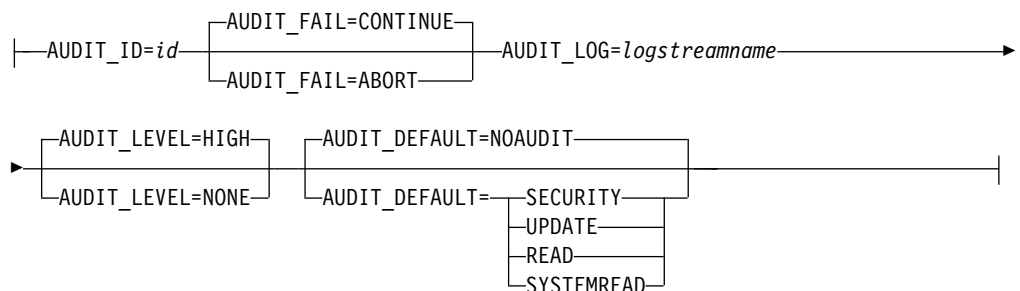 AUDIT_FAIL=CONTINUE
AUDIT_ID=id AUDIT_LOG=logstreamname
AUDIT_FAIL=ABORT
AUDIT_LEVEL=HIGH AUDIT_DEFAULT=NOAUDIT
AUDIT_LEVEL=NONE AUDIT_DEFAULT= SECURITY
UPDATE
READ
SYSTEMREAD